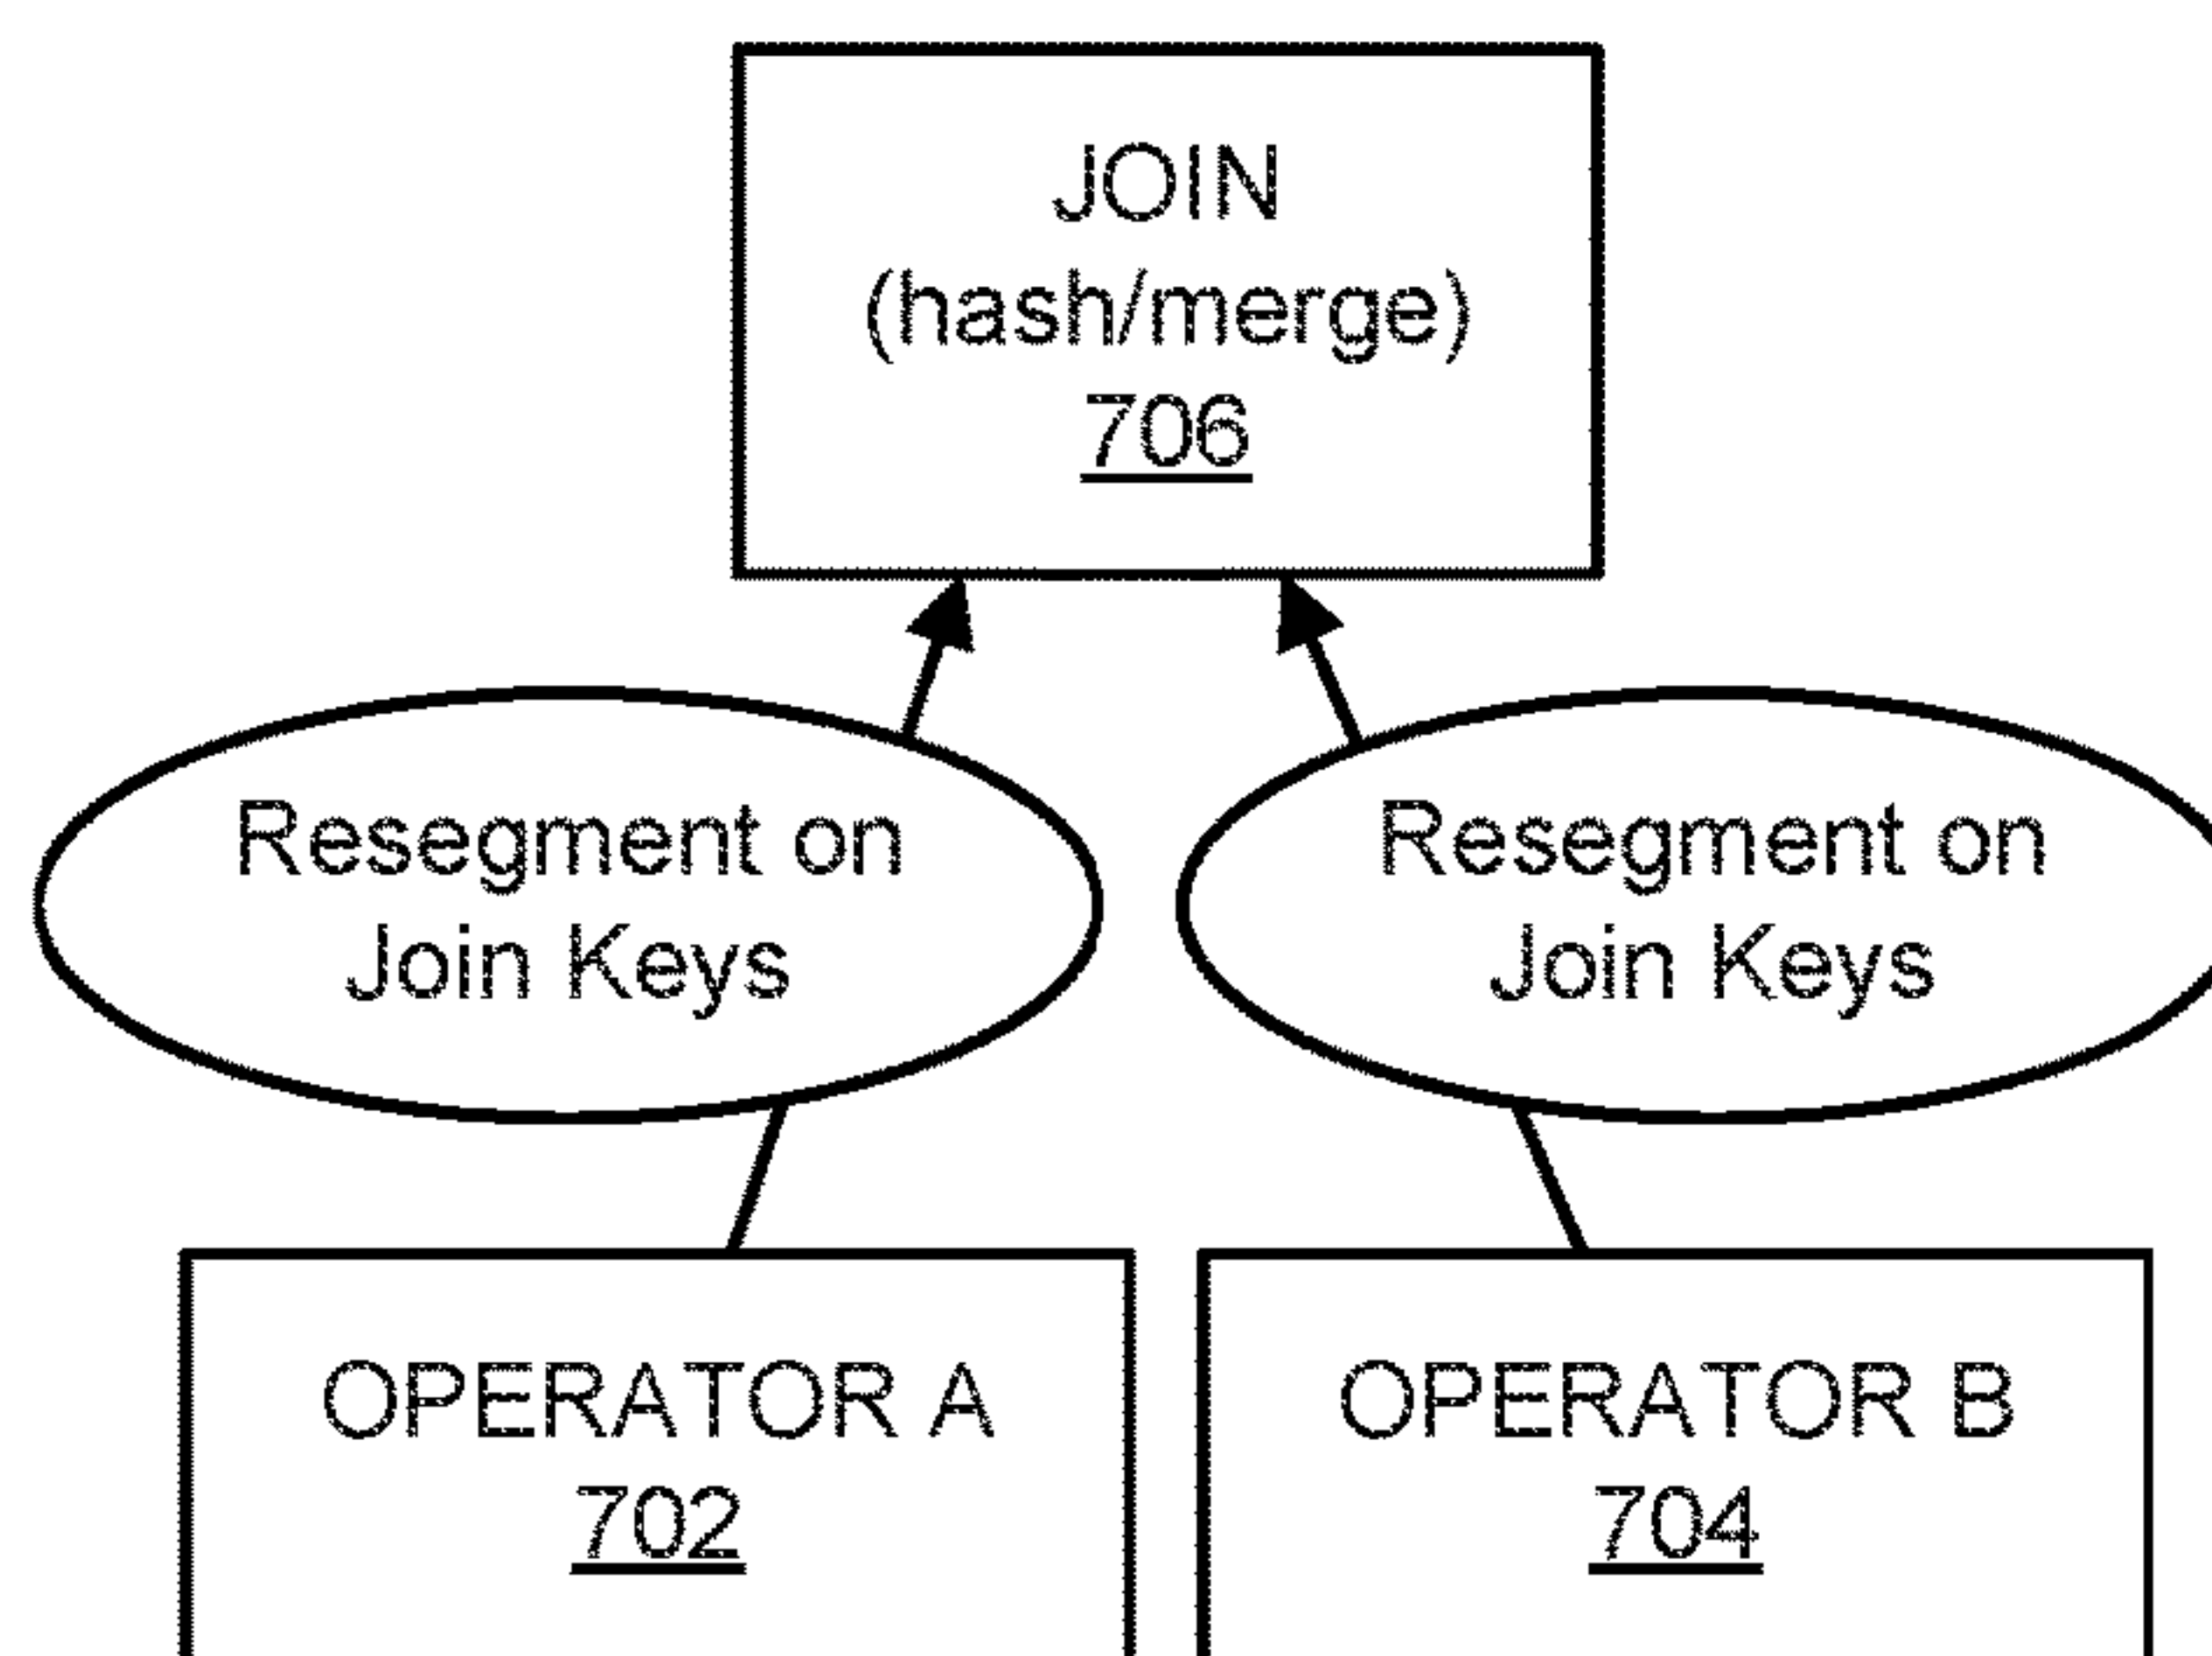 JOIN
(hash/merge)
706
Resegment on
Join Keys
Resegment on
Join Keys
OPERATOR A
702
OPERATOR B
704